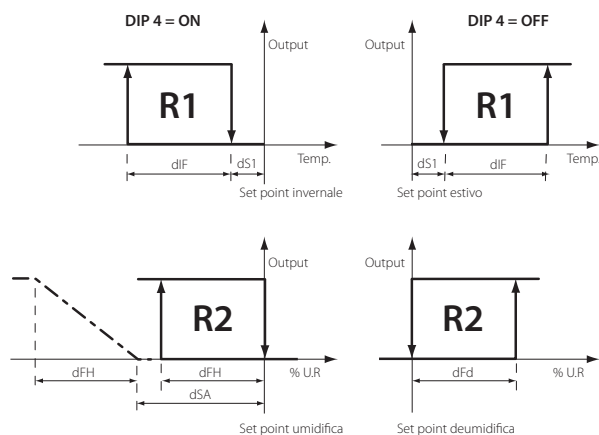 DIP 4 = ON
DIP 4 = OFF
Output
Output
R1
R1
Temp.
Temp.
dIF
dS1
dS1
dIF
Set point invernale
Set point estivo
Output
Output
R2
R2
dFH
dFH
% U.R
dFd
% U.R
dSA
Set point umidifica
Set point deumidifica